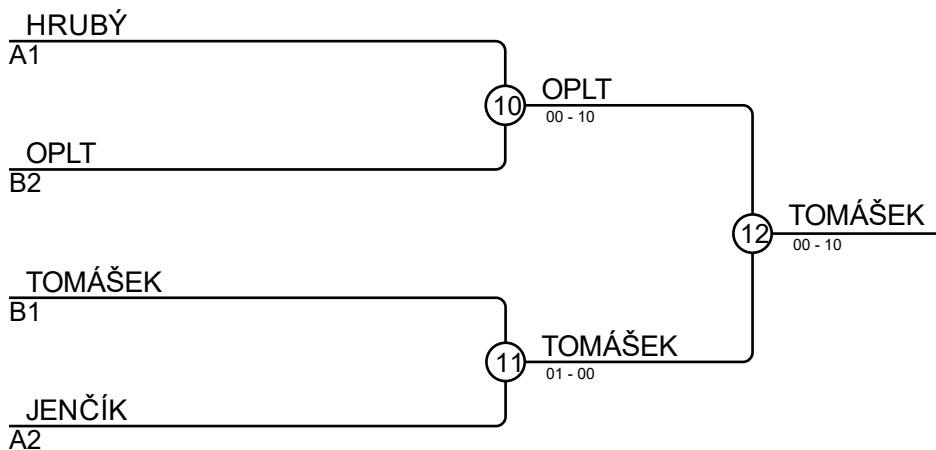 HRUBÝ
A1
10
OPLT
00 - 10
OPLT
B2
12
TOMÁŠEK
00 - 10
TOMÁŠEK
B1
11
TOMÁŠEK
01 - 00
JENČÍK
A2